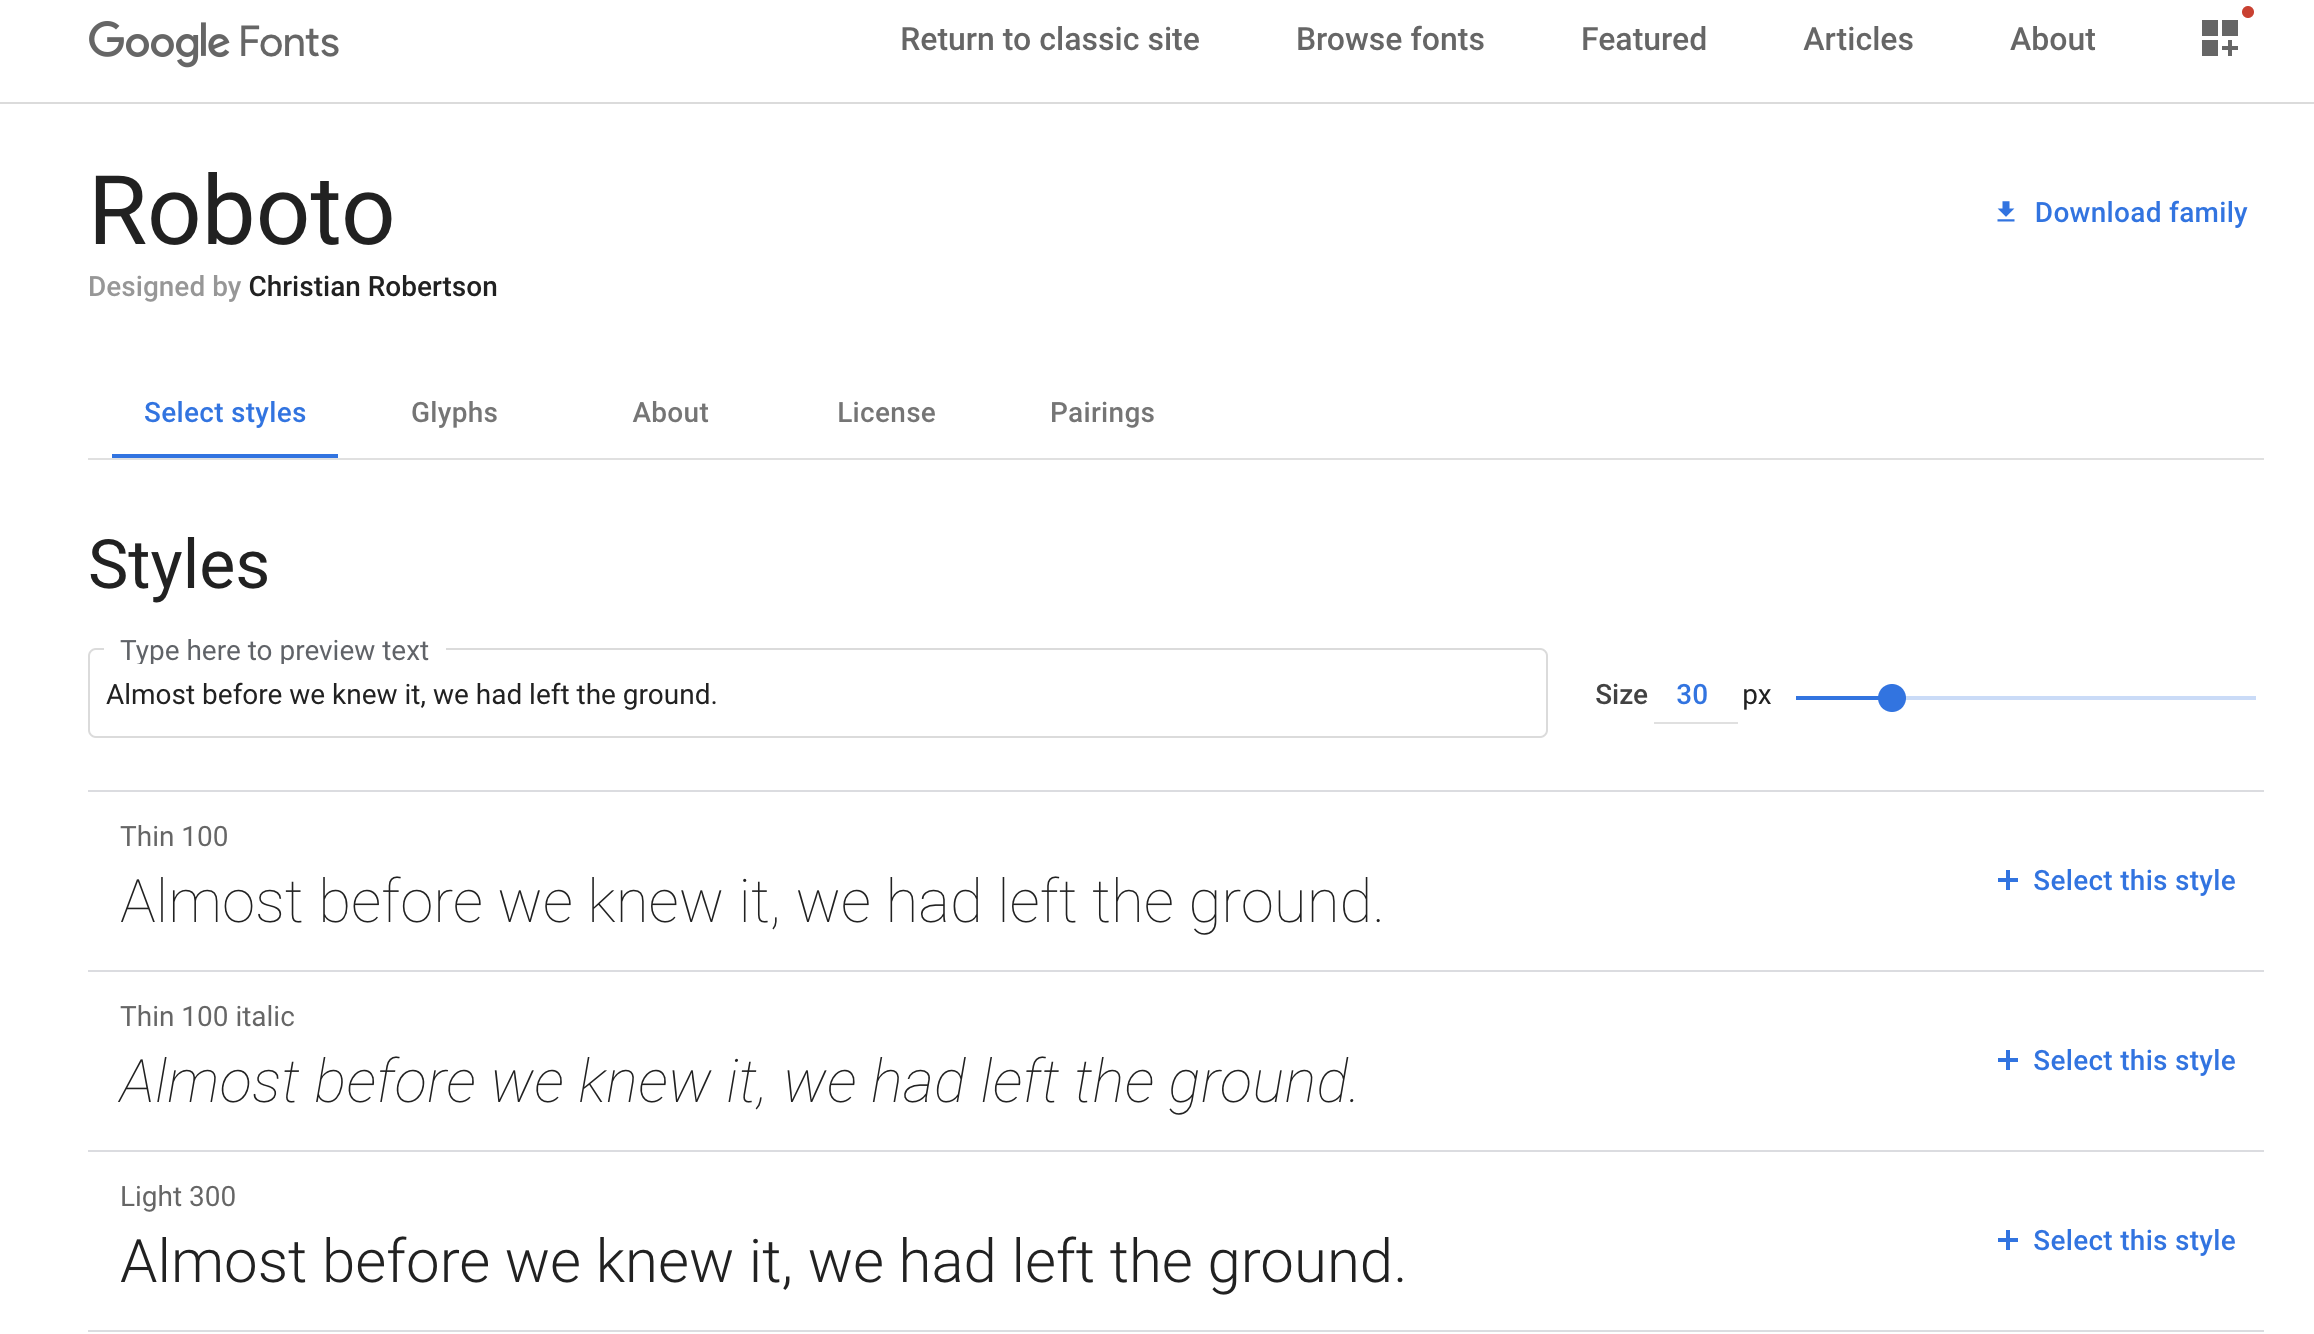 Google Fonts Return to classic site Browse fonts Featured Articles About
Roboto
Download family
Designed by Christian Robertson
Select styles Glyphs About License Pairings
Styles
Type here to preview text
Almost before we knew it, we had left the ground.
Size 30 px
Thin 100
Almost before we knew it, we had left the ground.
+ Select this style
Thin 100 italic
Almost before we knew it, we had left the ground.
+ Select this style
Light 300
Almost before we knew it, we had left the ground.
+ Select this style